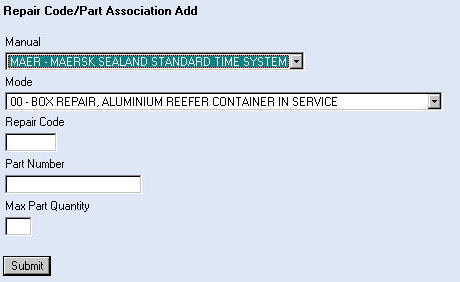 Repair Code/Part Association Add
Manual
MAER - MAERSK SEALAND STANDARD TIME SYSTEM
Mode
00 - BOX REPAIR, ALUMINIUM REEFER CONTAINER IN SERVICE
Repair Code
Part Number
Max Part Quantity
Submit